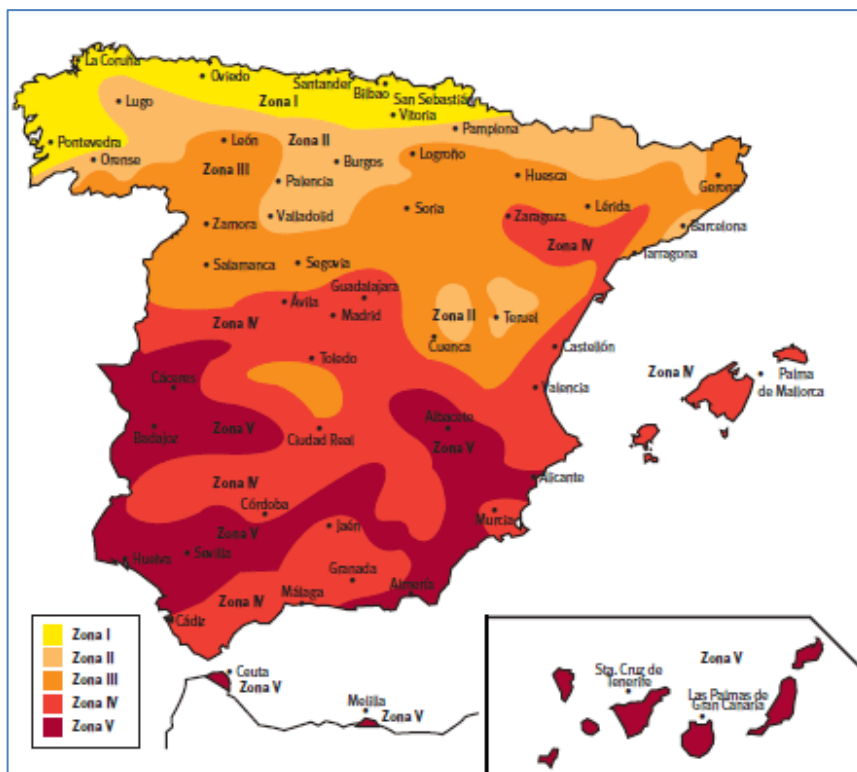 La Coruña
Oviedo
Santander
Bilbao
San Sebastián
Zona I
Vitoria
Lugo
Pamplona
Pontevedra
León
Zona II
Logroño
Orense
Burgos
Zona III
Huesca
Palencia
Gerona
Valladolid
Soria
Zaragoza
Lérida
Zamora
Barcelona
Zona IV
Tarragona
Salamanca
Segovia
Guadalajara
Ávila
Madrid
Zona II
Teruel
Zona IV
Cuenca
Castellón
Toledo
Zona IV
Palma
de Mallorca
Cáceres
Valencia
Albacete
Badajoz
Zona V
Ciudad Real
Zona V
Alicante
Zona IV
Córdoba
Murcia
Zona V
Jaén
Huelva
Sevilla
Granada
Almería
Málaga
Zona IV
Cádiz
Zona I
Zona II
Zona III
Zona IV
Zona V
Ceuta
Zona V
Melilla
Zona V
Zona V
Sta. Cruz de
Tenerife
Las Palmas de
Gran Canaria